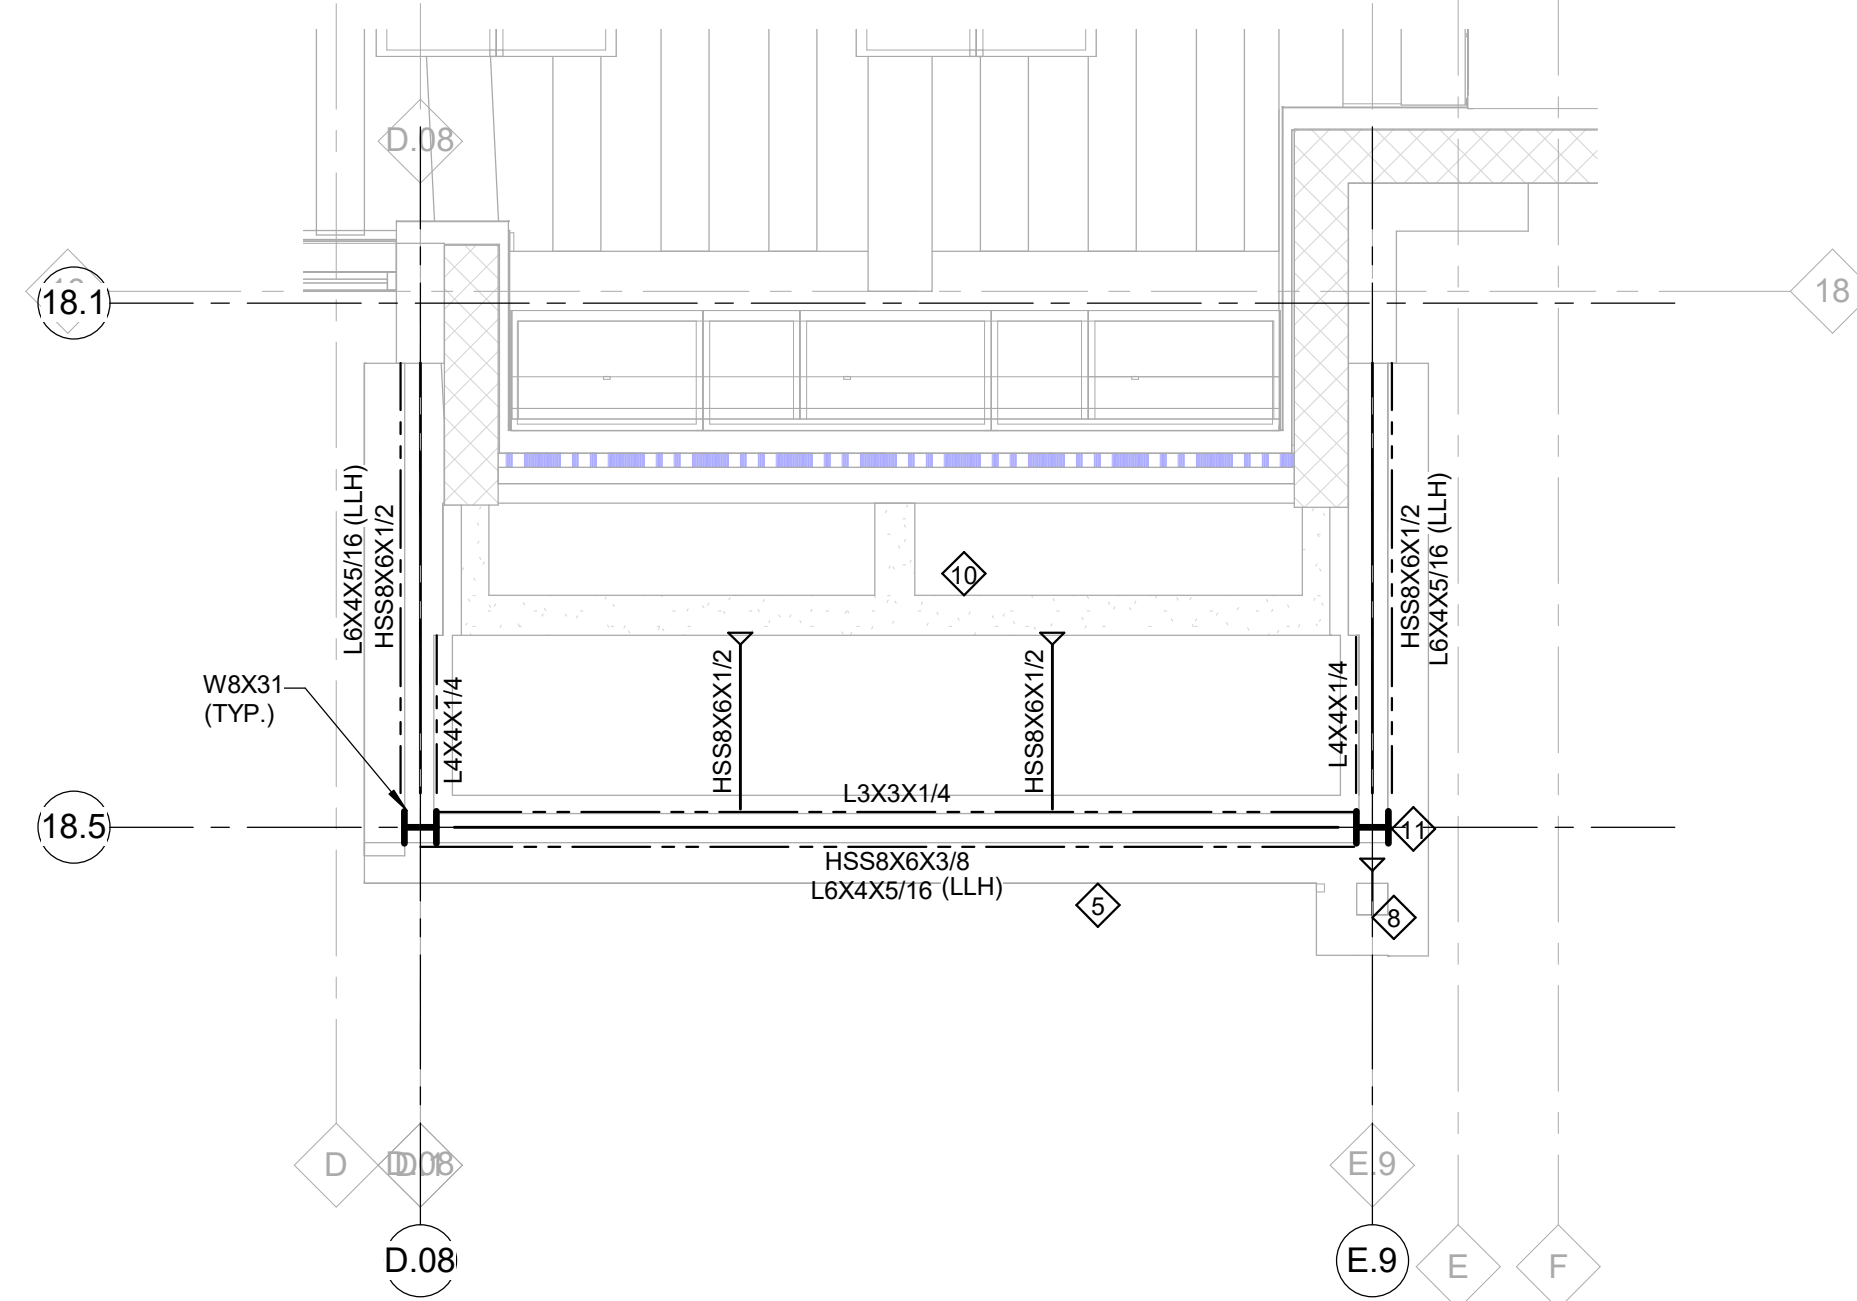 D.08
18.1
18
L6X4X5/16 (LLH)
HSS8X6X1/2
HSS8X6X1/2
L6X4X5/16 (LLH)
10
W8X31
(TYP.)
L4X4X1/4
HSS8X6X1/2
HSS8X6X1/2
L4X4X1/4
L3X3X1/4
18.5
11
HSS8X6X3/8
L6X4X5/16 (LLH)
5
8
D
D.08
E.9
D.08
E.9
E
F